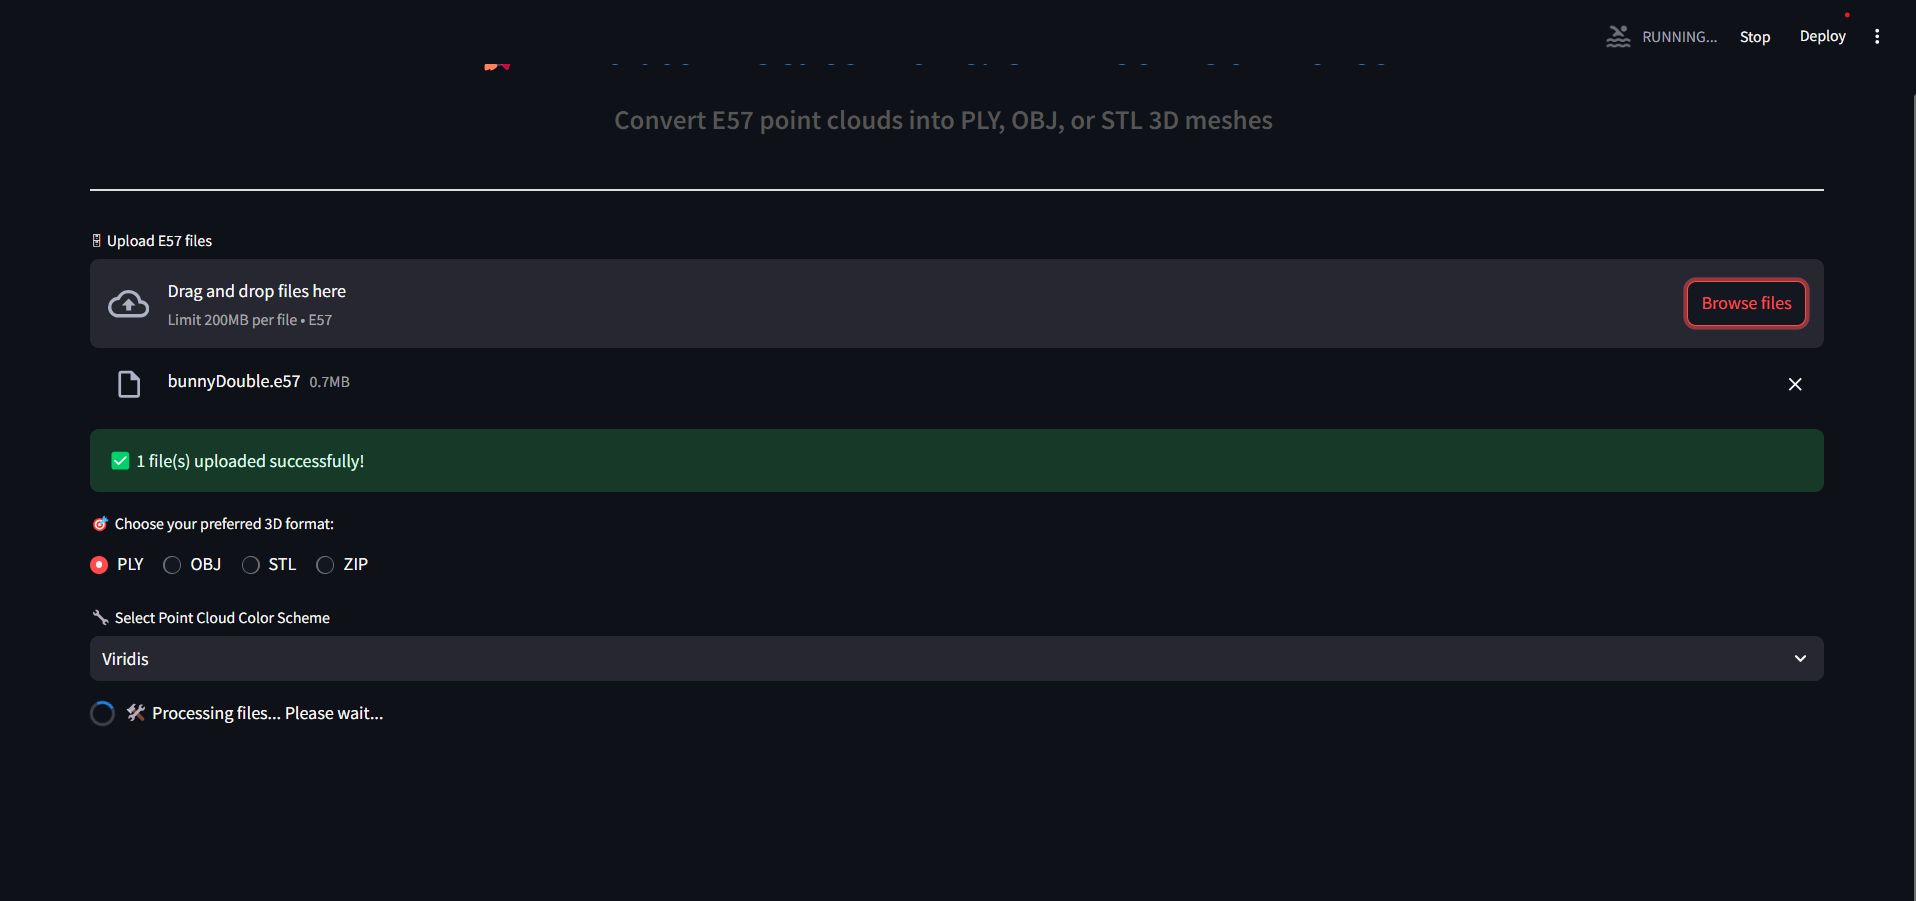 RUNNING...
Stop
Deploy
Convert E57 point clouds into PLY, OBJ, or STL 3D meshes
Upload E57 files
Drag and drop files here
Limit 200MB per file • E57
Browse files
bunnyDouble.e57 0.7MB
✅ 1 file(s) uploaded successfully!
🎯 Choose your preferred 3D format:
PLY OBJ STL ZIP
🔧 Select Point Cloud Color Scheme
Viridis
🛠️ Processing files... Please wait...